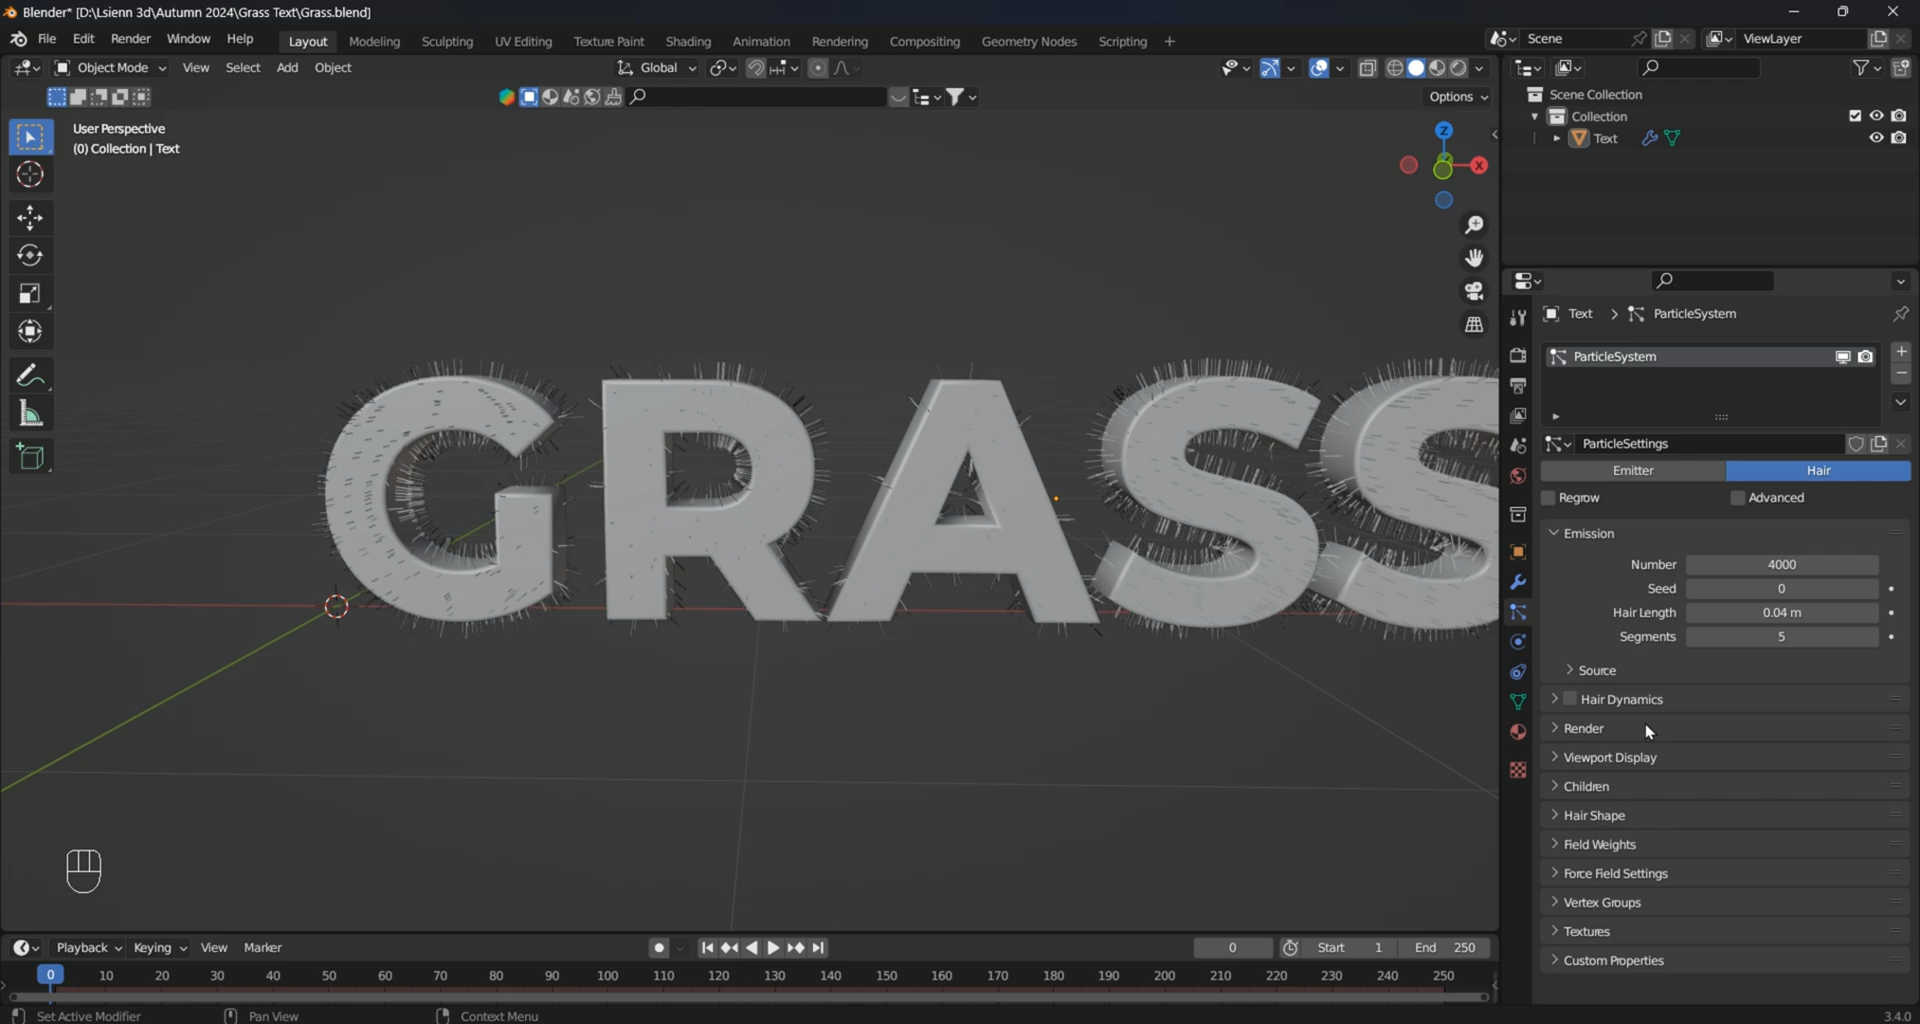 Blender* [D:\Lsienn 3d\Autumn 2024\Grass Text\Grass.blend]
File Edit Render Window Help Layout Modeling Sculpting UV Editing Texture Paint Shading Animation Rendering Compositing Geometry Nodes Scripting + Scene ViewLayer
Object Mode View Select Add Object Global
Options
User Perspective
(0) Collection | Text
Z
X
Scene Collection
Collection
Text
Text > ParticleSystem
ParticleSystem
ParticleSettings
Emitter Hair
Regrow Advanced
Emission
Number 4000
Seed 0
Hair Length 0.04 m
Segments 5
Source
Hair Dynamics
Render
Viewport Display
Children
Hair Shape
Field Weights
Force Field Settings
Vertex Groups
Textures
Custom Properties
GRASS
Playback Keying View Marker 0 Start 1 End 250
0 10 20 30 40 50 60 70 80 90 100 110 120 130 140 150 160 170 180 190 200 210 220 230 240 250
Set Active Modifier Pan View Context Menu 3.4.0